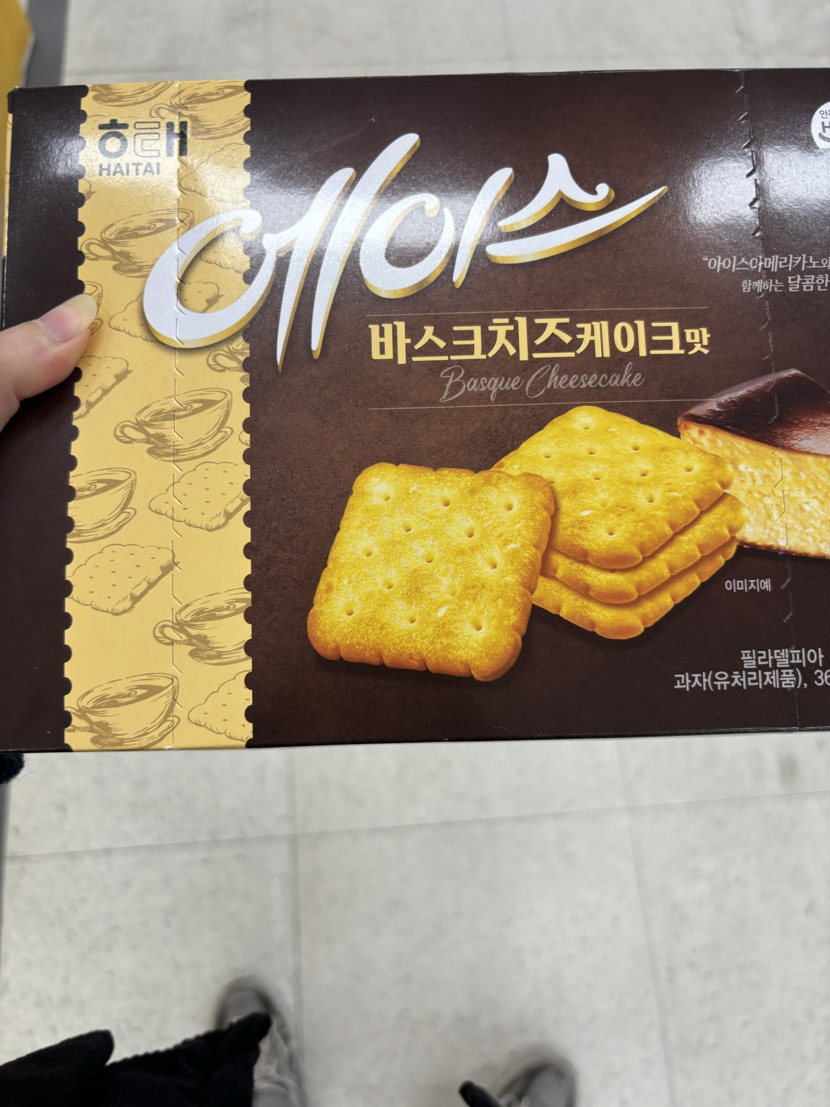 해태
HAITAI
에이스
"아이스아메리카노와
함께하는 달콤한
바스크치즈케이크맛
Basque Cheesecake
이미지예
필라델피아
과자(유처리제품), 36